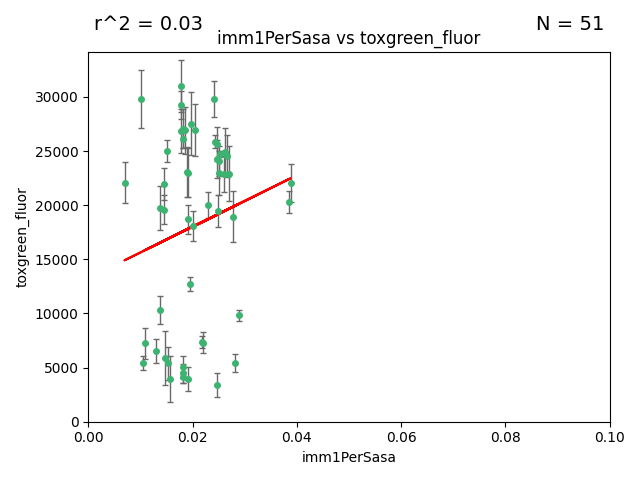 r^2 = 0.03
N = 51
imm1PerSasa vs toxgreen_fluor
30000
25000
20000
15000
10000
5000
0
toxgreen_fluor
0.00
0.02
0.04
0.06
0.08
0.10
imm1PerSasa